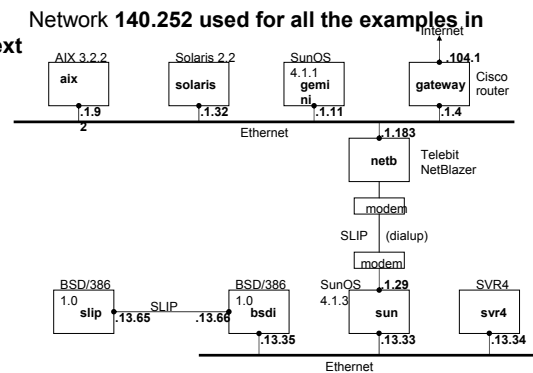 Network 140.252 used for all the examples in
ext
Internet
AIX 3.2.2
Solaris 2.2
SunOS
4.1.1
.104.1
aix
solaris
gemi
ni
gateway
Cisco
router
.1.9
2
.1.32
.1.11
.1.4
Ethernet
.1.183
netb
Telebit
NetBlazer
modem
SLIP (dialup)
modem
BSD/386
1.0
BSD/386
1.0
SunOS
4.1.3
.1.29
SVR4
slip
SLIP
bsdi
sun
svr4
.13.65
.13.66
.13.35
.13.33
.13.34
Ethernet